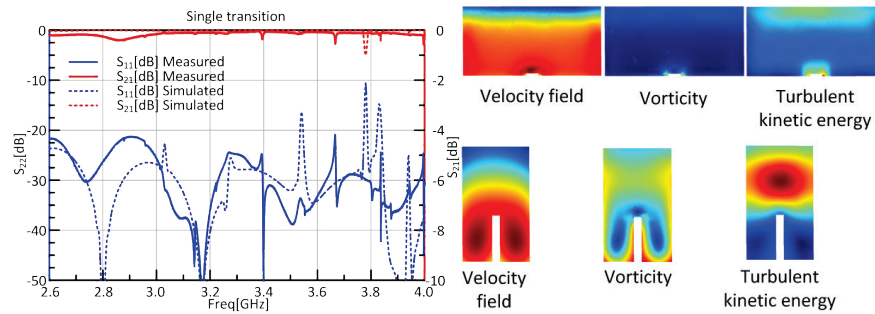 Single transition
0
-10
-20
-30
-40
-50
S22[dB]
S11[dB] Measured
S21[dB] Measured
S11[dB] Simulated
S21[dB] Simulated
2.6
2.8
3.0
3.2
3.4
3.6
3.8
4.0
Freq[GHz]
0
-2
-4
-6
-8
-10
S21[dB]
Velocity field
Vorticity
Turbulent
kinetic energy
Velocity
field
Vorticity
Turbulent
kinetic energy